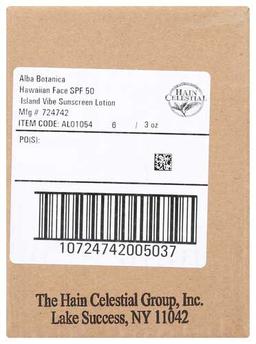 Alba Botanica
Hawaiian Face SPF 50
Island Vibe Sunscreen Lotion
Mfg # 724742
ITEM CODE: AL01054 6 / 3 oz
HAIN
CELESTIAL
PO(S):
10724742005037
The Hain Celestial Group, Inc.
Lake Success, NY 11042